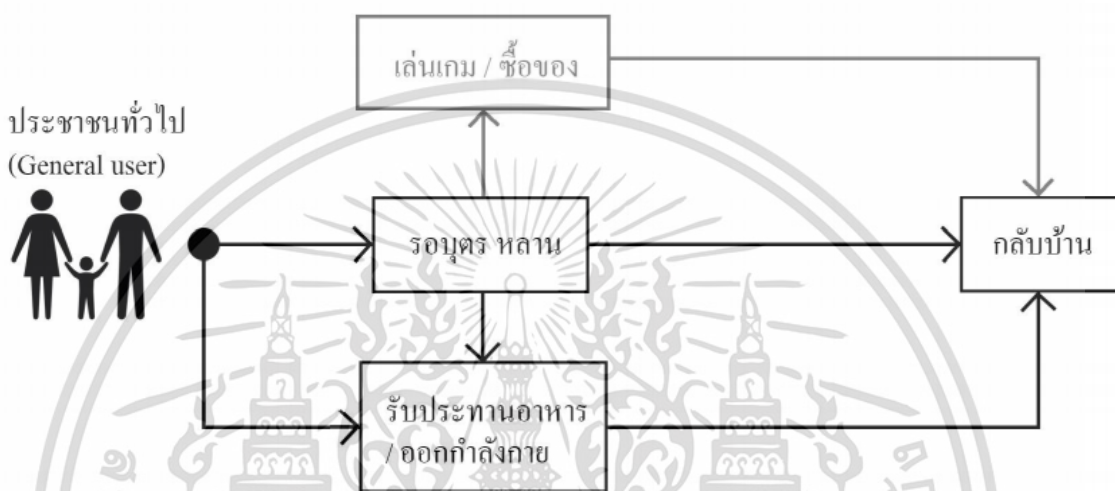 เล่นเกม / ซื้อของ
ประชาชนทั่วไป
(General user)
รอบุตร หลาน
กลับบ้าน
รับประทานอาหาร
/ ออกกำลังกาย